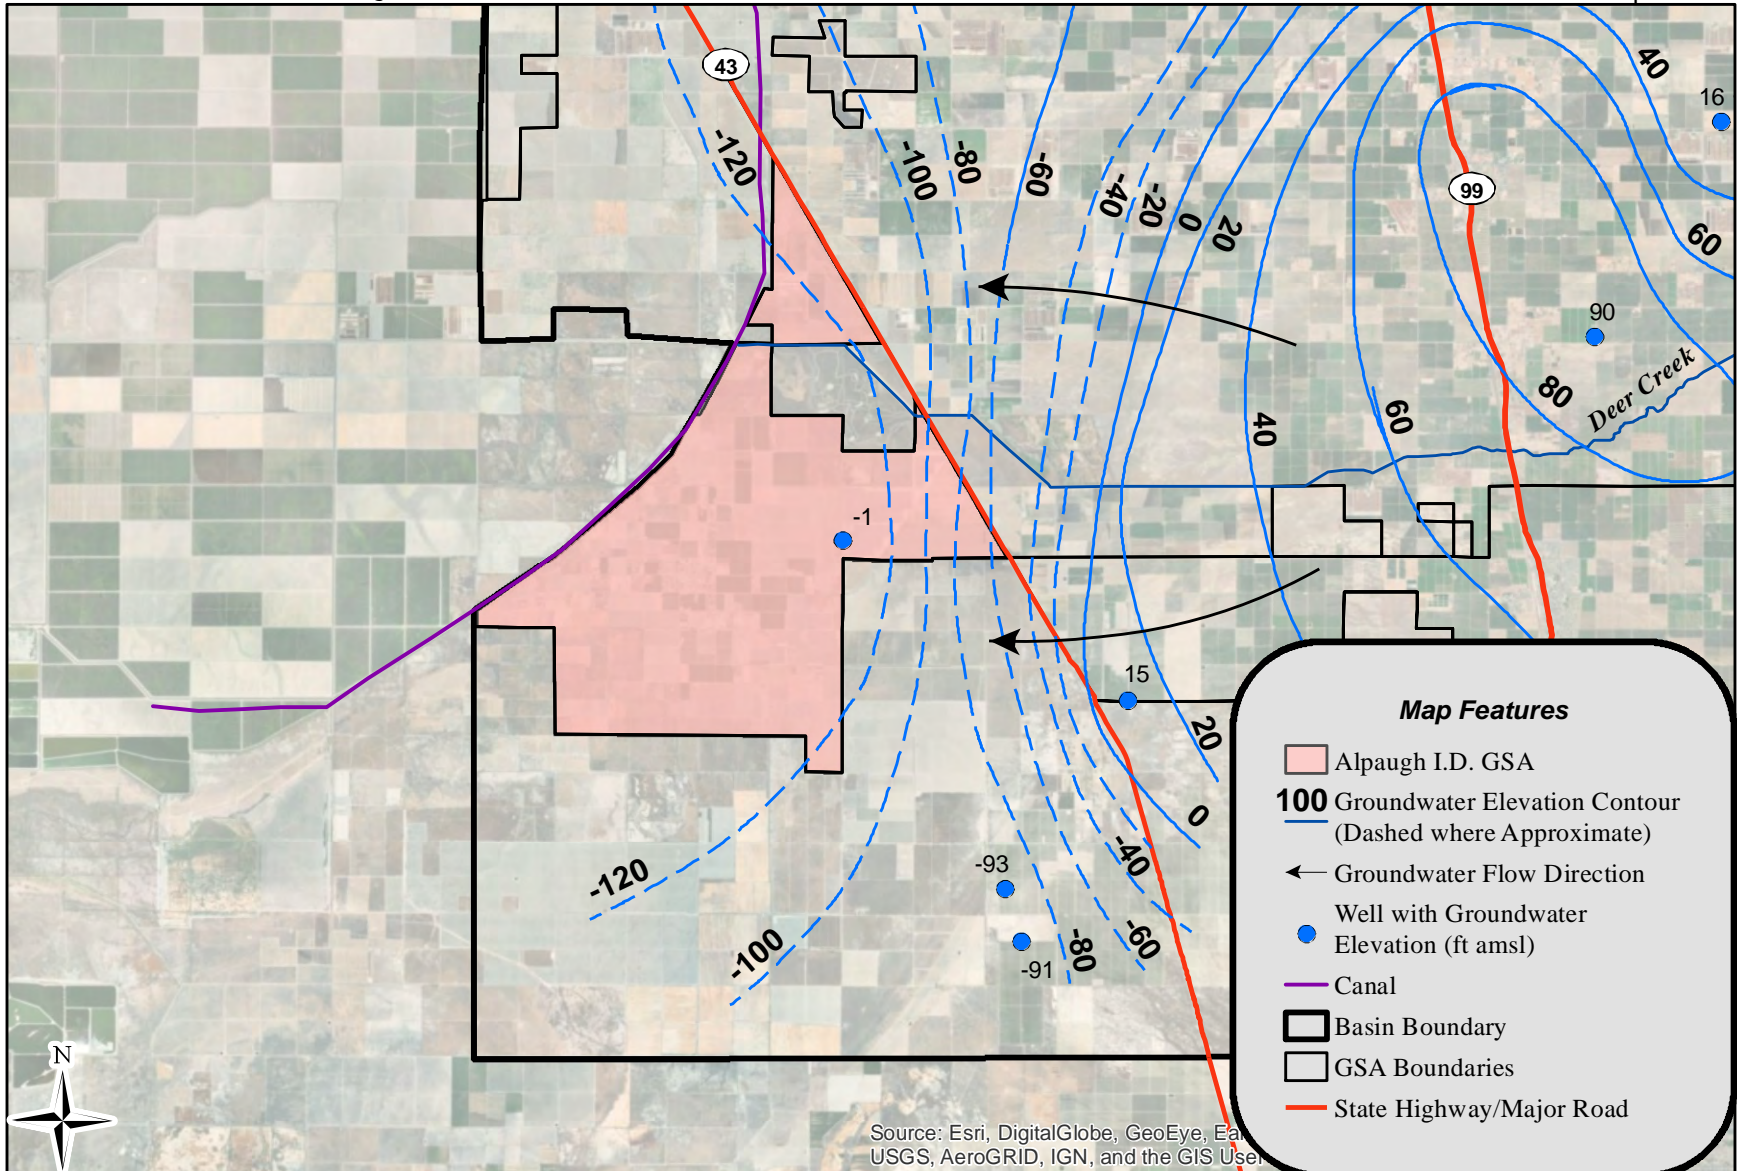 43
40
16
-120
-100
-80
-60
-40
-20
0
20
99
60
90
80
Deer Creek
60
40
-1
15
20
0
-40
-93
-120
-100
-91
-80
-60
N
Map Features
Alpaugh I.D. GSA
100 Groundwater Elevation Contour
(Dashed where Approximate)
Groundwater Flow Direction
Well with Groundwater
Elevation (ft amsl)
Canal
Basin Boundary
GSA Boundaries
State Highway/Major Road
Source: Esri, DigitalGlobe, GeoEye,
USGS, AeroGRID, IGN, and the GIS